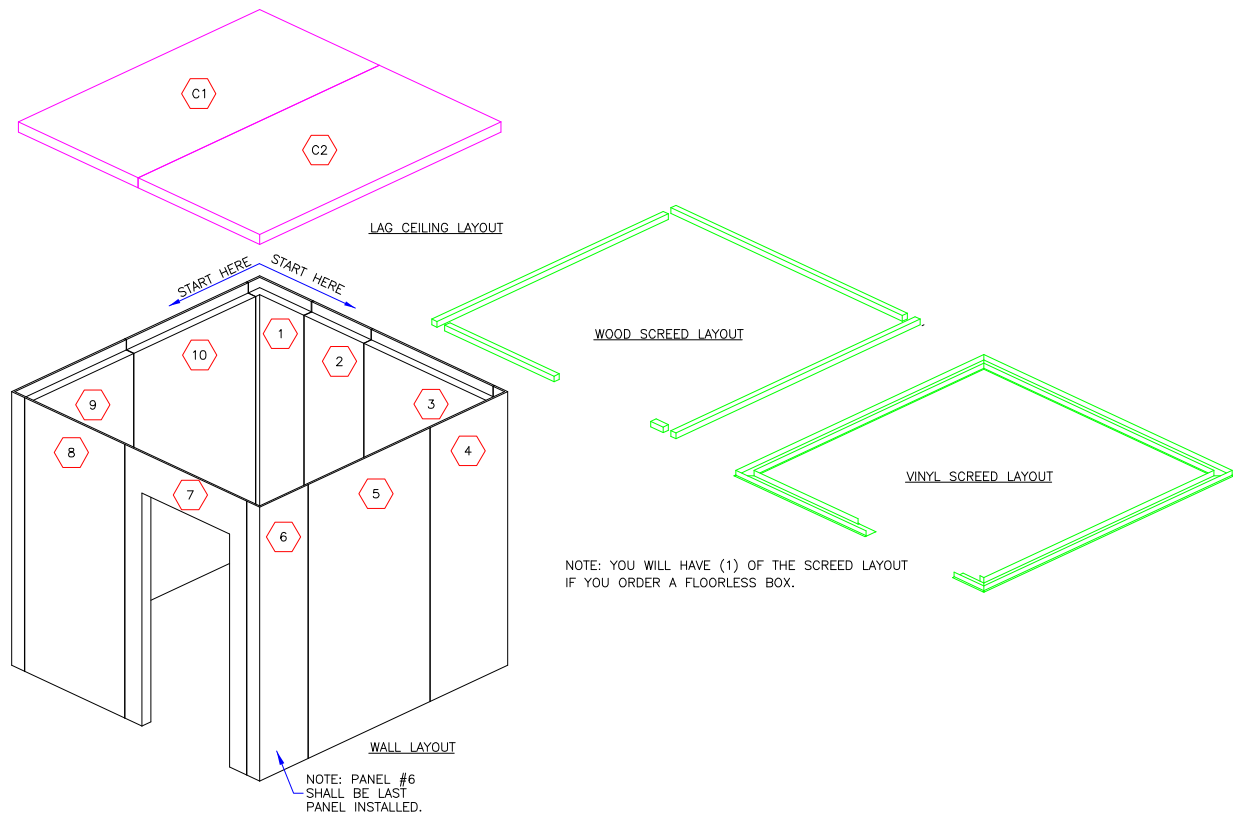 C1
C2
LAG CEILING LAYOUT
START HERE
START HERE
1
2
3
4
5
6
7
8
9
10
WOOD SCREED LAYOUT
VINYL SCREED LAYOUT
NOTE: YOU WILL HAVE (1) OF THE SCREED LAYOUT
IF YOU ORDER A FLOORLESS BOX.
WALL LAYOUT
NOTE: PANEL #6
SHALL BE LAST
PANEL INSTALLED.